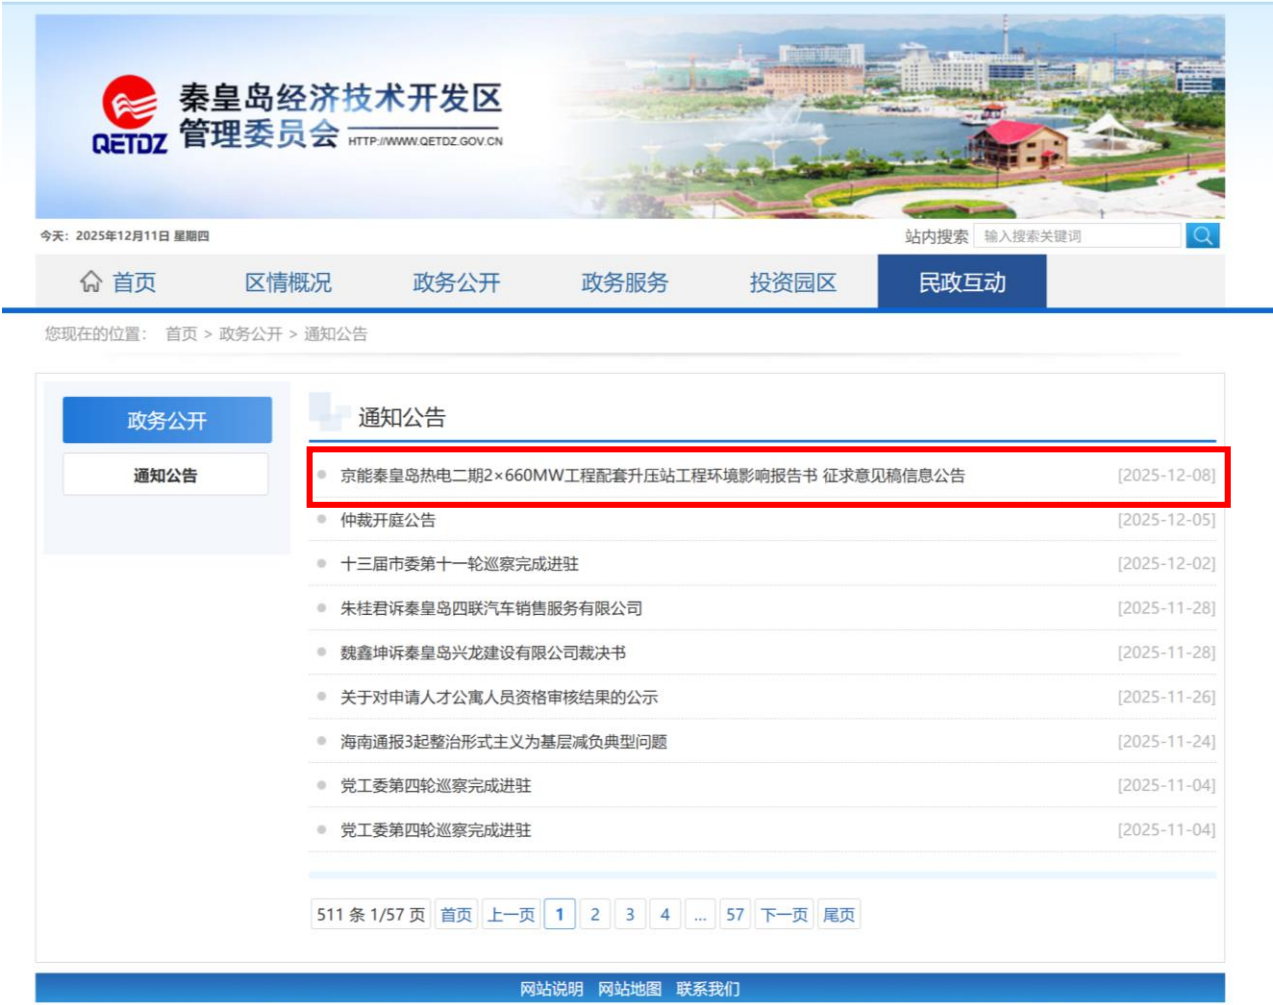 秦皇岛经济技术开发区
QETDZ 管理委员会 HTTP://WWW.QETDZ.GOV.CN
今天：2025年12月11日 星期四
站内搜索 输入搜索关键词
首页 区情概况 政务公开 政务服务 投资园区 民政互动
您现在的位置： 首页 > 政务公开 > 通知公告
政务公开
通知公告
通知公告
京能秦皇岛热电二期2×660MW工程配套升压站工程环境影响报告书 征求意见稿信息公告 [2025-12-08]
仲裁开庭公告 [2025-12-05]
十三届市委第十一轮巡察完成进驻 [2025-12-02]
朱桂君诉秦皇岛四联汽车销售服务有限公司 [2025-11-28]
魏鑫坤诉秦皇岛兴龙建设有限公司裁决书 [2025-11-28]
关于对申请人才公寓人员资格审核结果的公示 [2025-11-26]
海南通报3起整治形式主义为基层减负典型问题 [2025-11-24]
党工委第四轮巡察完成进驻 [2025-11-04]
党工委第四轮巡察完成进驻 [2025-11-04]
511 条 1/57 页 首页 上一页 1 2 3 4 ... 57 下一页 尾页
网站说明 网站地图 联系我们